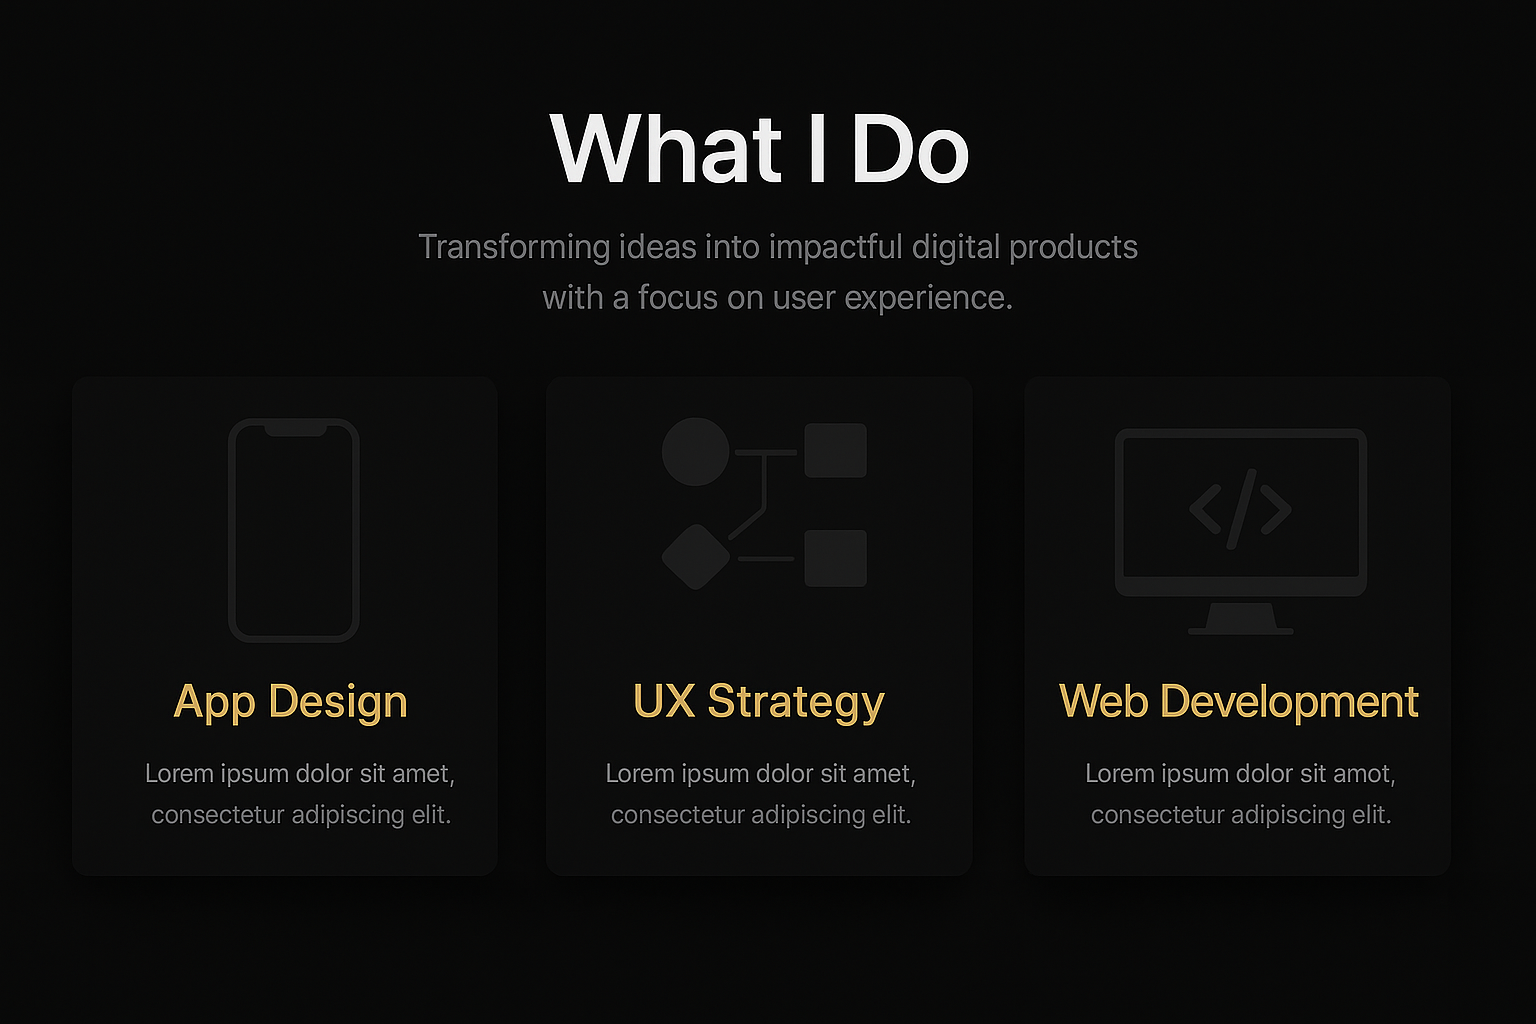 What I Do
Transforming ideas into impactful digital products
with a focus on user experience.
</>
App Design
Lorem ipsum dolor sit amet,
consectetur adipiscing elit.
UX Strategy
Lorem ipsum dolor sit amet,
consectetur adipiscing elit.
Web Development
Lorem ipsum dolor sit amot,
consectetur adipiscing elit.